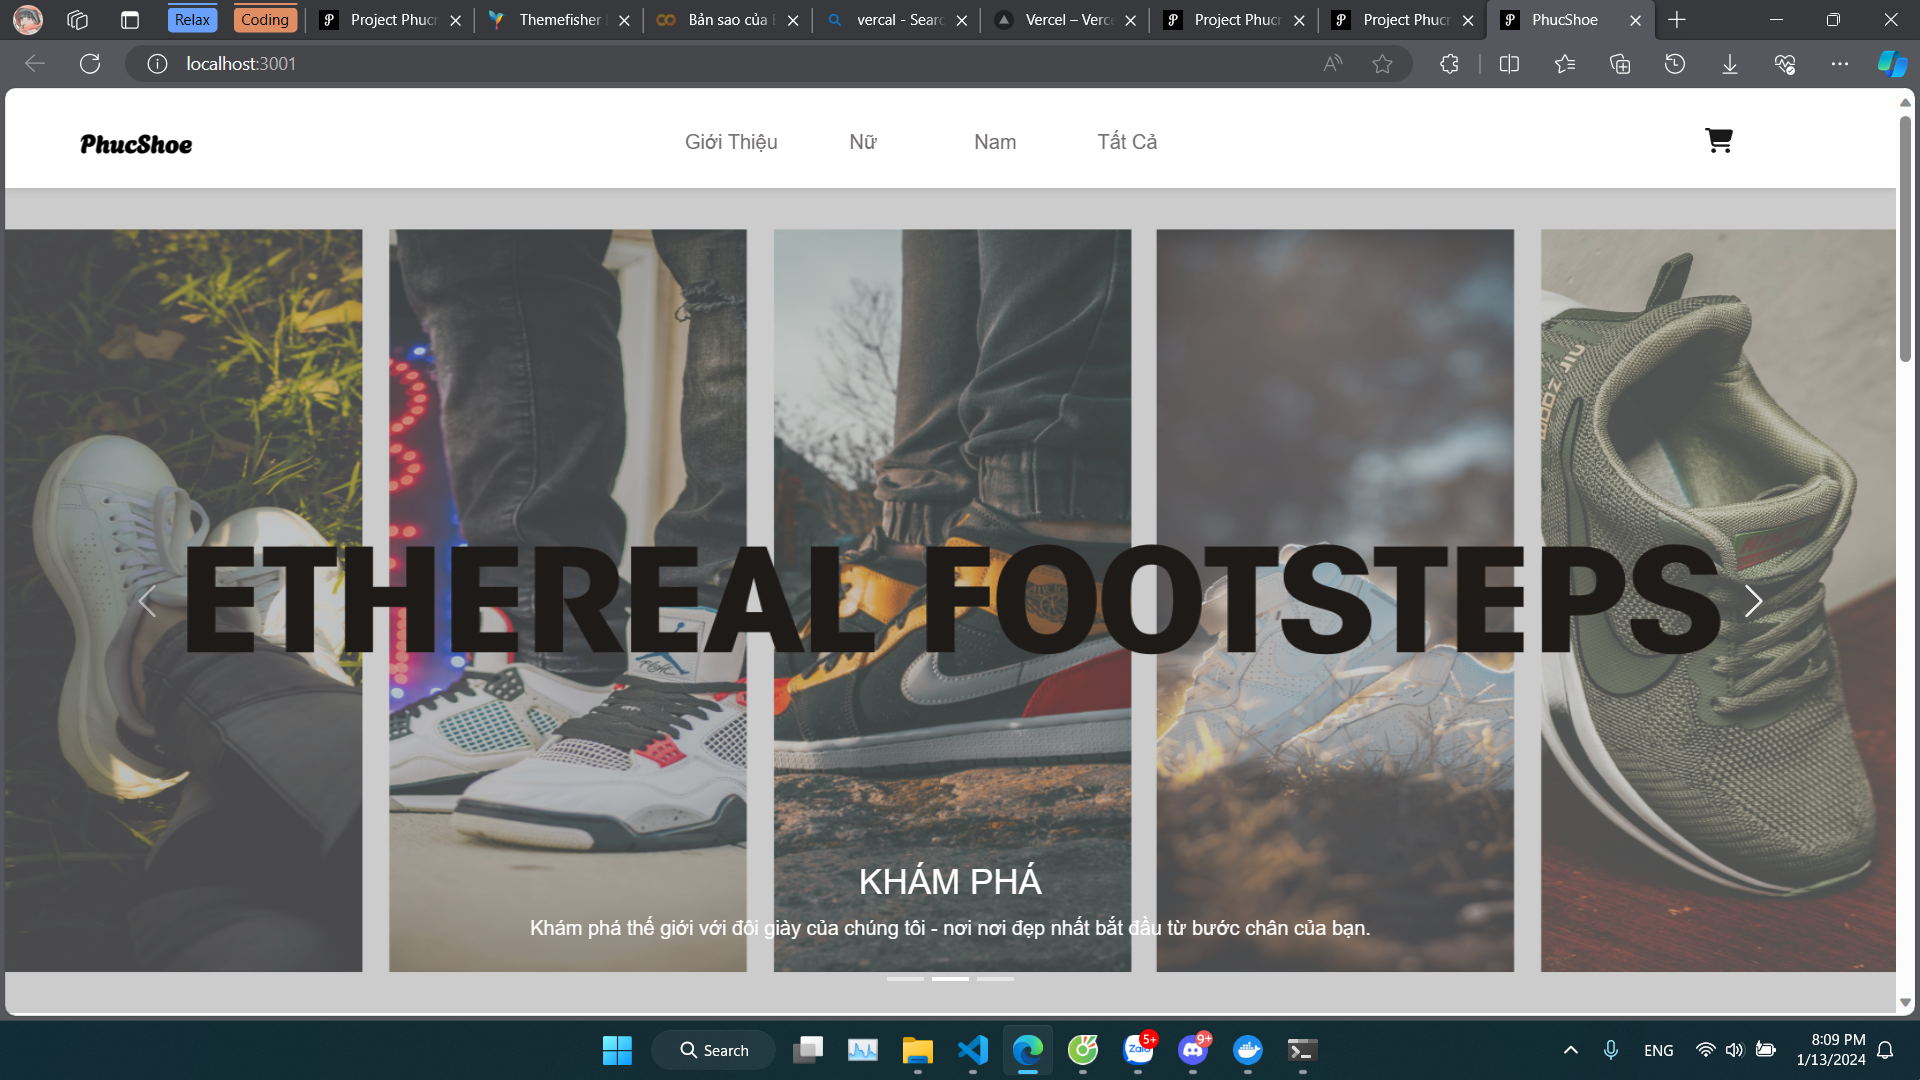 Relax
Coding
Project Phucr
Themefisher
Bản sao của
vercal - Searc
Vercel – Verc
Project Phucr
Project Phucr
PhucShoe
localhost:3001
PhucShoe
Giới Thiệu
Nữ
Nam
Tất Cả
ETHEREAL FOOTSTEPS
KHÁM PHÁ
Khám phá thế giới với đôi giày của chúng tôi - nơi nơi đẹp nhất bắt đầu từ bước chân của bạn.
Search
Zalo
5+
9+
ENG
8:09 PM
1/13/2024